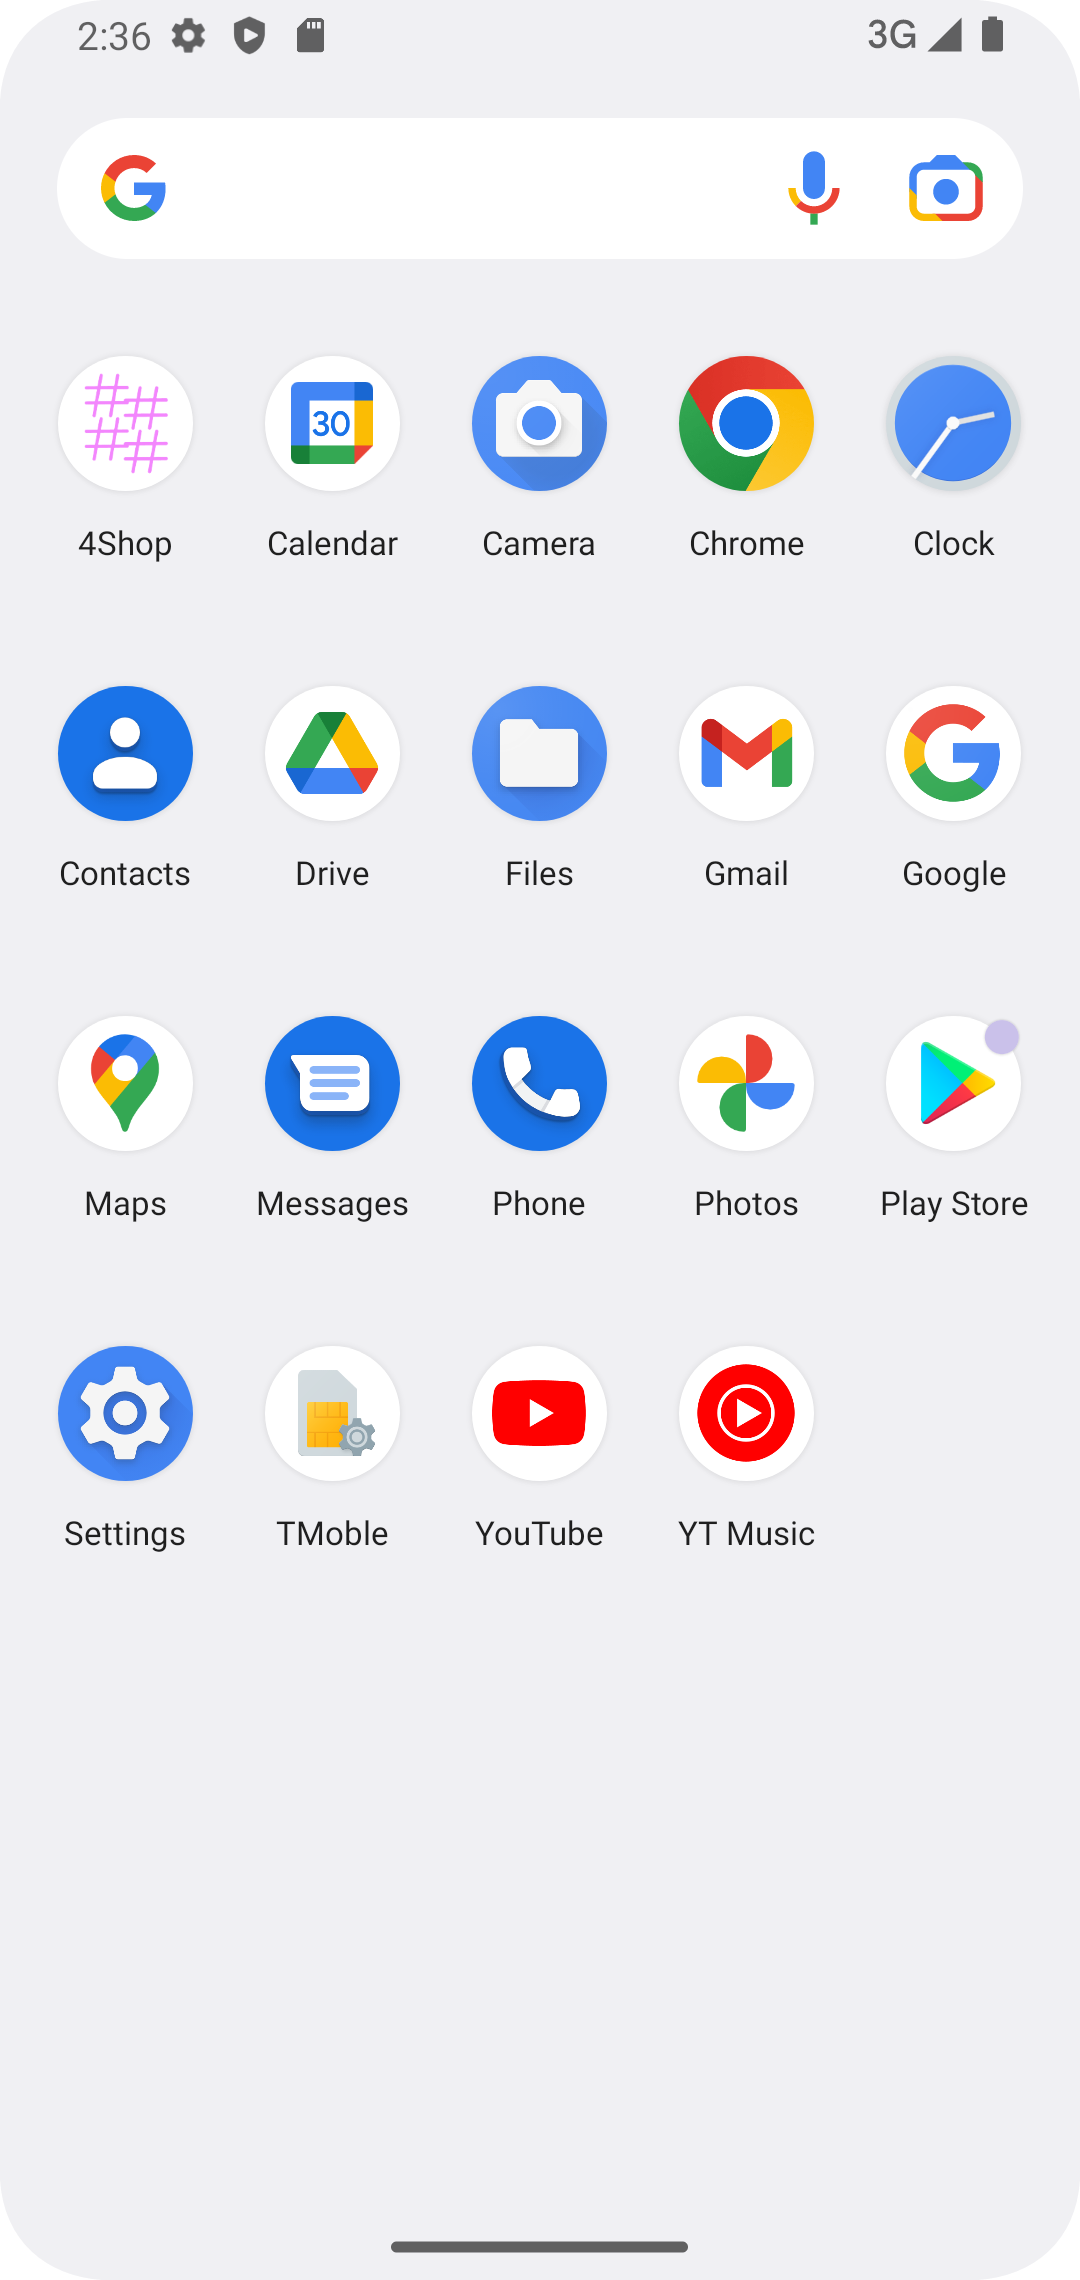 2:36 3G
4Shop Calendar Camera Chrome Clock
Contacts Drive Files Gmail Google
Maps Messages Phone Photos Play Store
Settings TMoble YouTube YT Music
30